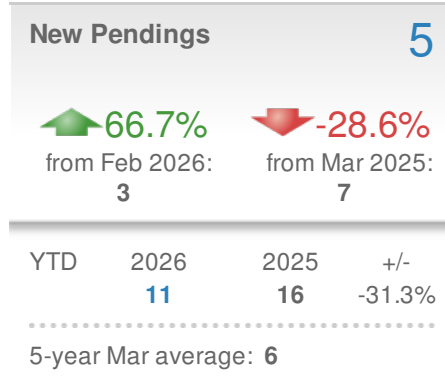 New Pendings 5
66.7% -28.6%
from Feb 2026: from Mar 2025:
3 7
YTD 2026 2025 +/-
11 16 -31.3%
5-year Mar average: 6